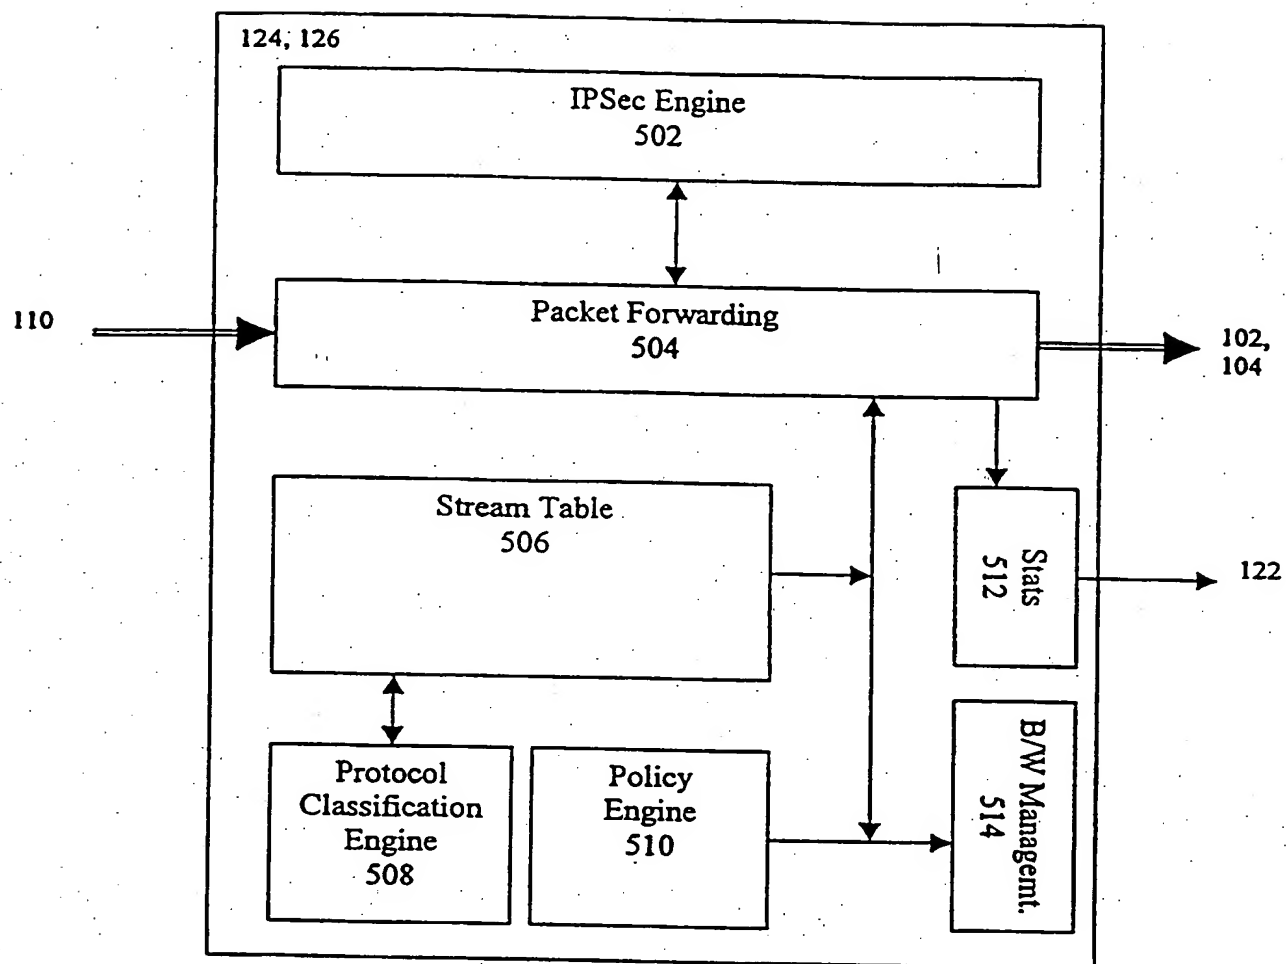 124, 126
IPSec Engine
502
110
Packet Forwarding
504
102,
104
Stream Table
506
Stats
512
122
Protocol
Classification
Engine
508
Policy
Engine
510
B/W Managemt.
514